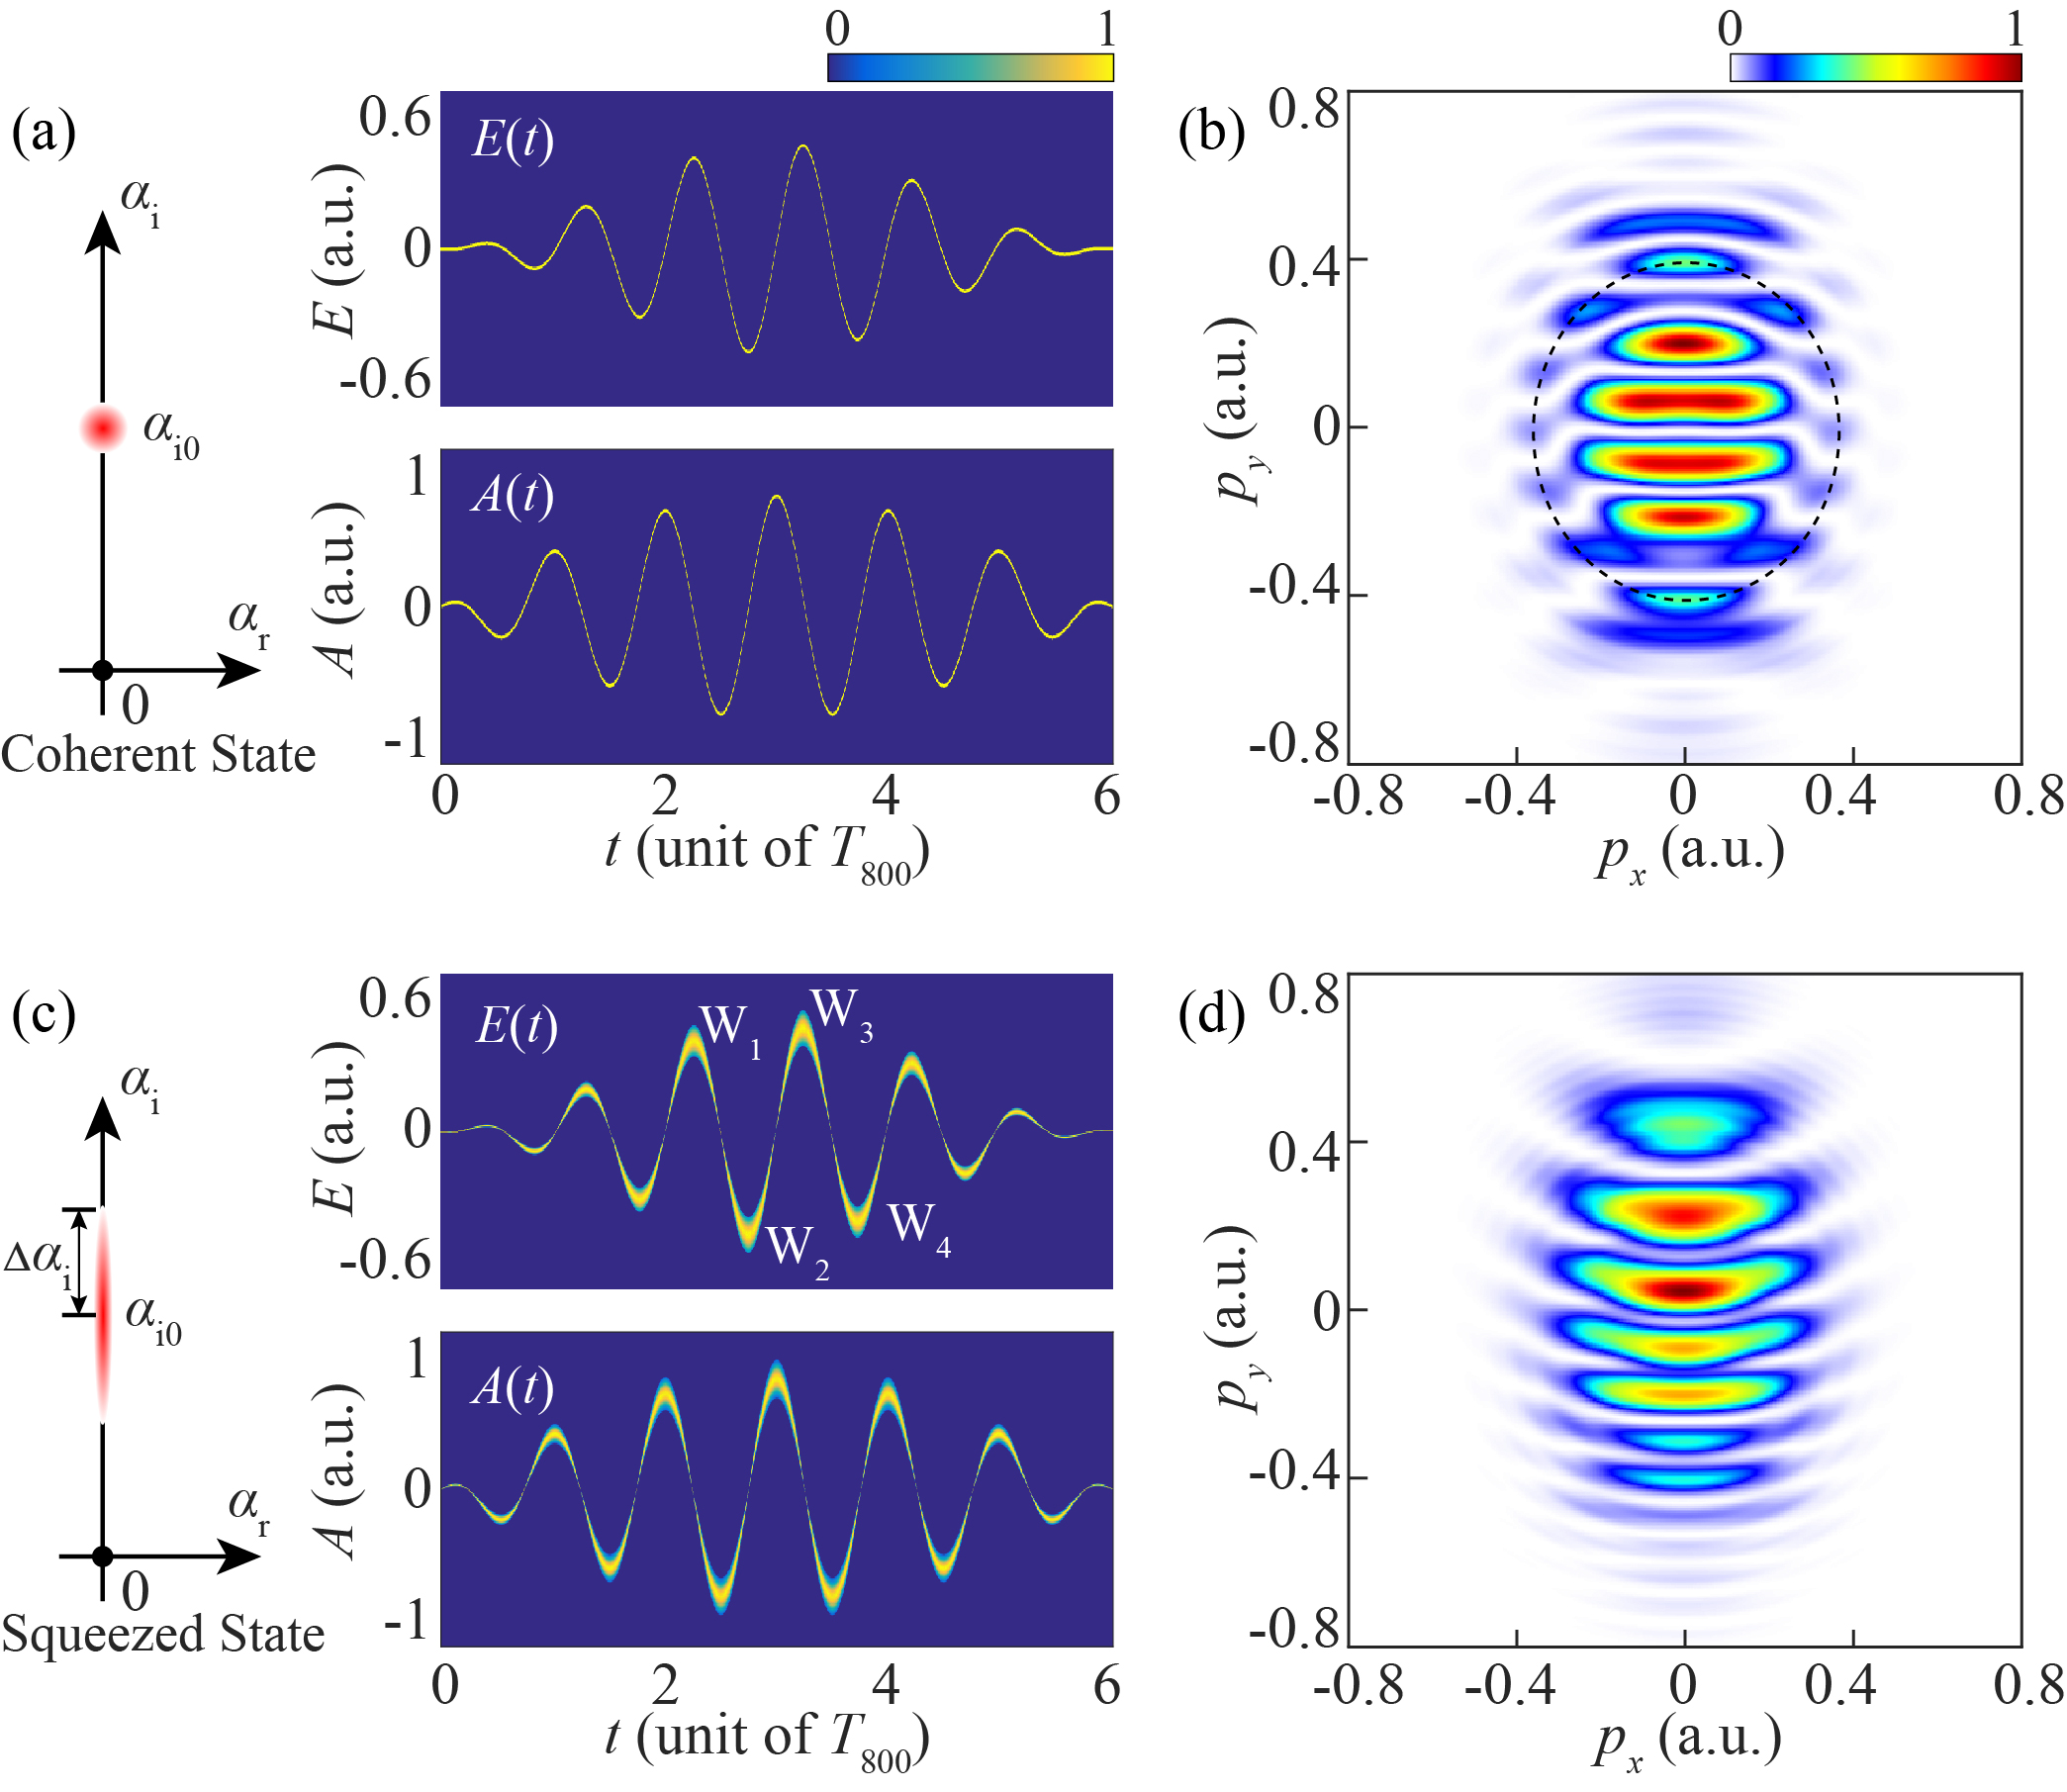 0 1
0 1
(a)
α_i
α_i0
α_r
0
Coherent State
E(t)
E (a.u.)
0.6
0
-0.6
A(t)
A (a.u.)
1
0
-1
0 2 4 6
t (unit of T_800)
(b)
p_y (a.u.)
0.8
0.4
0
-0.4
-0.8
-0.8 -0.4 0 0.4 0.8
p_x (a.u.)
(c)
α_i
Δα_i
α_i0
α_r
0
Squeezed State
E(t)
W_1
W_3
W_2
W_4
E (a.u.)
0.6
0
-0.6
A(t)
A (a.u.)
1
0
-1
0 2 4 6
t (unit of T_800)
(d)
p_y (a.u.)
0.8
0.4
0
-0.4
-0.8
-0.8 -0.4 0 0.4 0.8
p_x (a.u.)